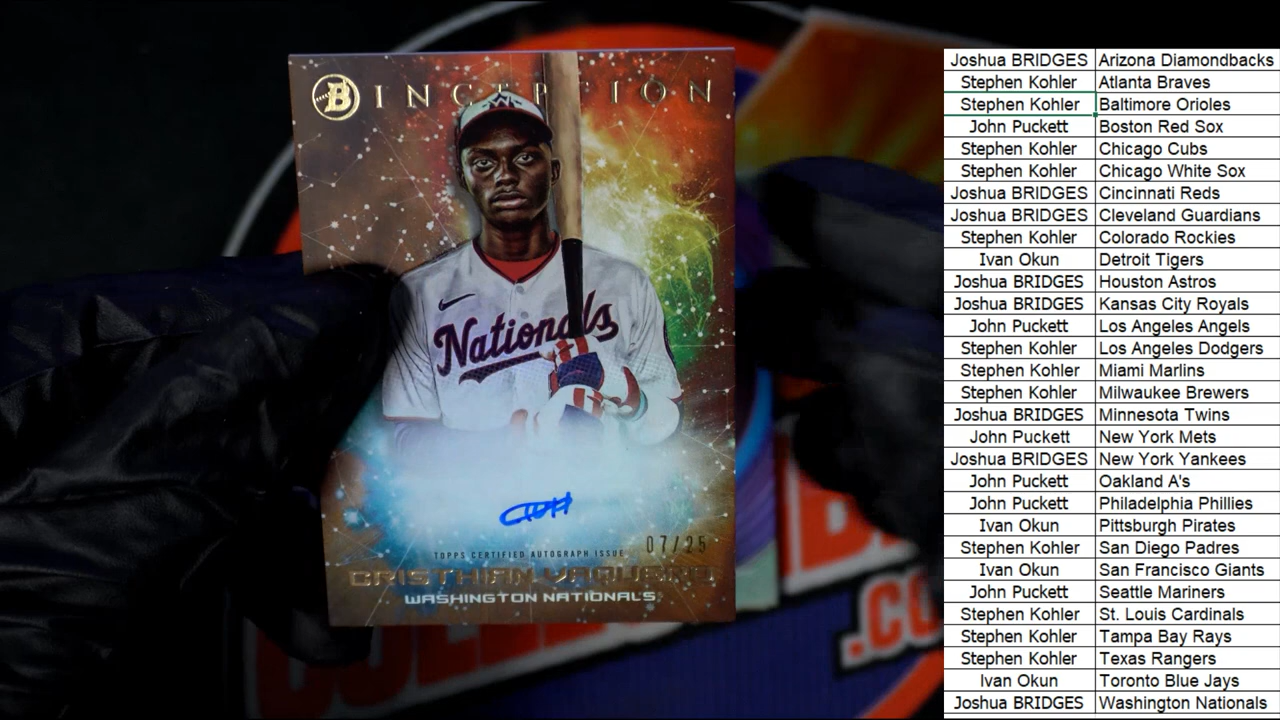 B INCEPTION
Nationals
TOPPS CERTIFIED AUTOGRAPH ISSUE
07/25
CRISTHIAN VAQUERO
WASHINGTON NATIONALS
.CO
Joshua BRIDGES Arizona Diamondbacks
Stephen Kohler Atlanta Braves
Stephen Kohler Baltimore Orioles
John Puckett Boston Red Sox
Stephen Kohler Chicago Cubs
Stephen Kohler Chicago White Sox
Joshua BRIDGES Cincinnati Reds
Joshua BRIDGES Cleveland Guardians
Stephen Kohler Colorado Rockies
Ivan Okun Detroit Tigers
Joshua BRIDGES Houston Astros
Joshua BRIDGES Kansas City Royals
John Puckett Los Angeles Angels
Stephen Kohler Los Angeles Dodgers
Stephen Kohler Miami Marlins
Stephen Kohler Milwaukee Brewers
Joshua BRIDGES Minnesota Twins
John Puckett New York Mets
Joshua BRIDGES New York Yankees
John Puckett Oakland A's
John Puckett Philadelphia Phillies
Ivan Okun Pittsburgh Pirates
Stephen Kohler San Diego Padres
Ivan Okun San Francisco Giants
John Puckett Seattle Mariners
Stephen Kohler St. Louis Cardinals
Stephen Kohler Tampa Bay Rays
Stephen Kohler Texas Rangers
Ivan Okun Toronto Blue Jays
Joshua BRIDGES Washington Nationals